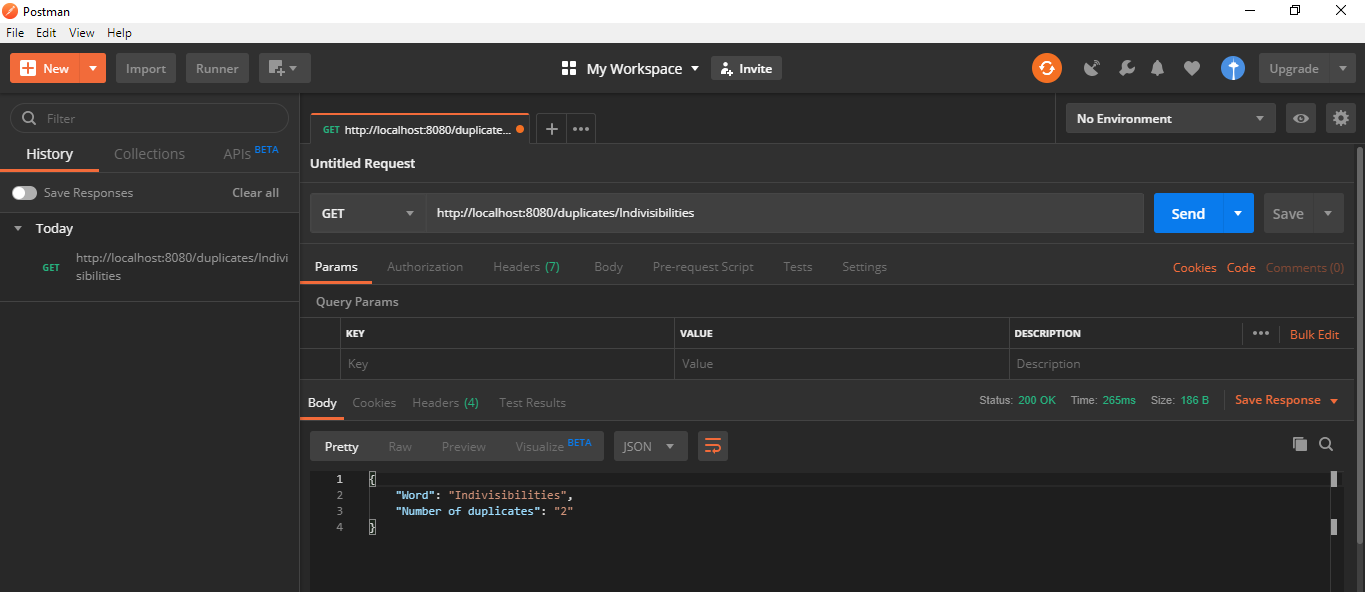 Postman
File Edit View Help
New Import Runner My Workspace Invite Upgrade
Filter
History Collections APIs BETA
Save Responses Clear all
Today
GET http://localhost:8080/duplicates/Indivi
sibilities
GET http://localhost:8080/duplicate... No Environment
Untitled Request
GET http://localhost:8080/duplicates/Indivisibilities Send Save
Params Authorization Headers (7) Body Pre-request Script Tests Settings Cookies Code Comments (0)
Query Params
KEY VALUE DESCRIPTION Bulk Edit
Key Value Description
Body Cookies Headers (4) Test Results Status: 200 OK Time: 265ms Size: 186 B Save Response
Pretty Raw Preview Visualize BETA JSON
1 {
2 "Word": "Indivisibilities",
3 "Number of duplicates": "2"
4 }